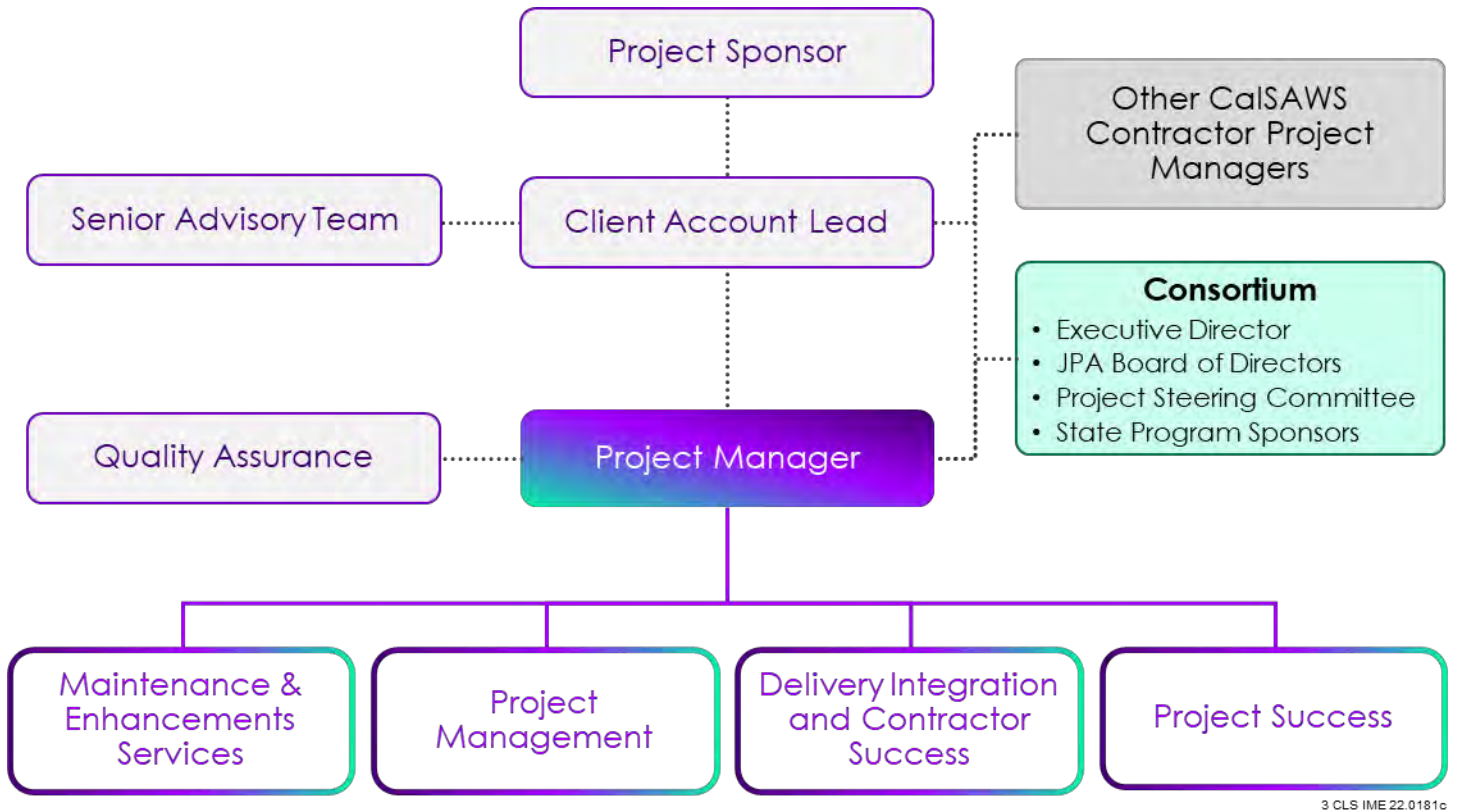 Project Sponsor
Other CalSAWS
Contractor Project
Managers
Senior Advisory Team
Client Account Lead
Consortium
• Executive Director
• JPA Board of Directors
• Project Steering Committee
• State Program Sponsors
Quality Assurance
Project Manager
Maintenance &
Enhancements
Services
Project
Management
Delivery Integration
and Contractor
Success
Project Success
3 CLS IME 22.0181c